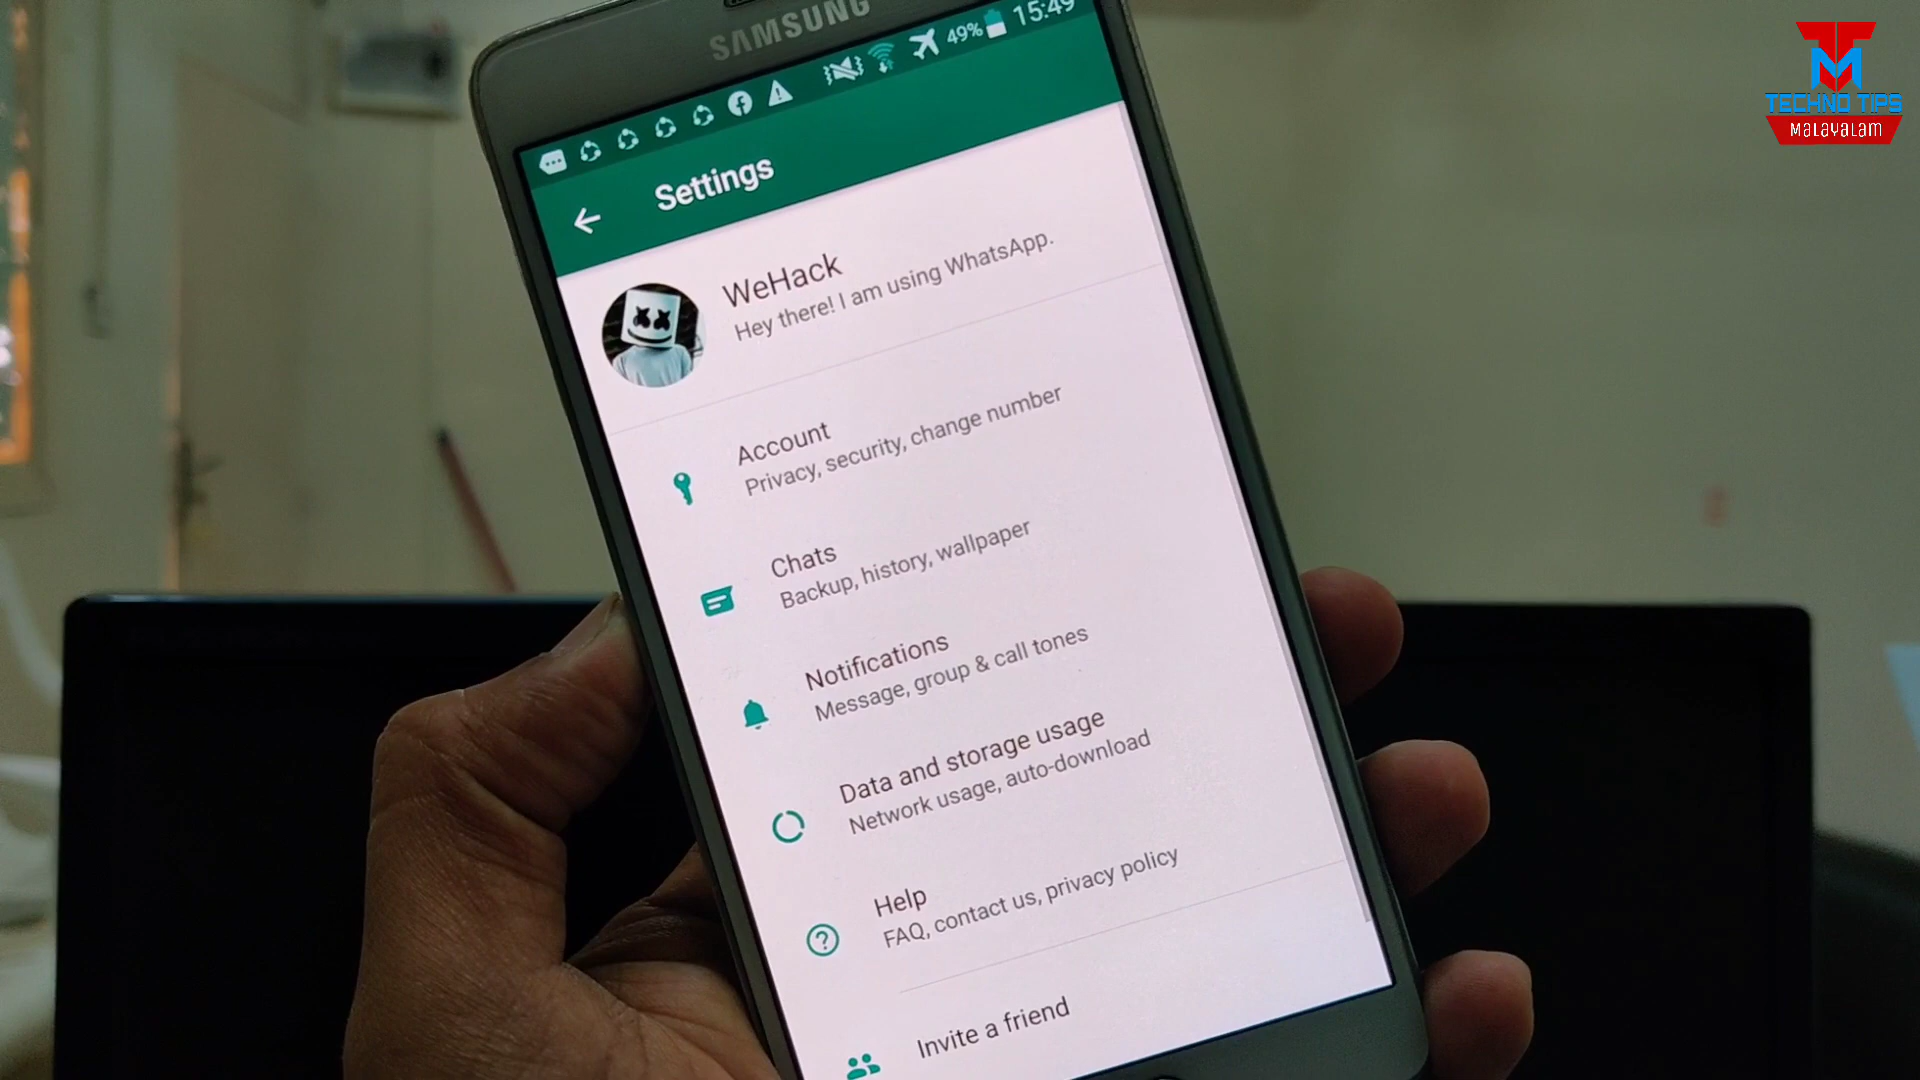 SAMSUNG
49% 15:49
Settings
WeHack
Hey there! I am using WhatsApp.
Account
Privacy, security, change number
Chats
Backup, history, wallpaper
Notifications
Message, group & call tones
Data and storage usage
Network usage, auto-download
Help
FAQ, contact us, privacy policy
Invite a friend
TM
TECHNO TIPS
MALAYALAM